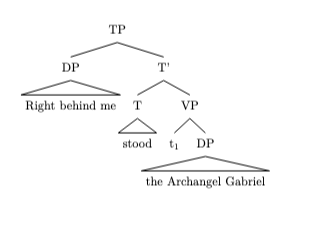 TP
DP T'
Right behind me T VP
stood t₁ DP
the Archangel Gabriel